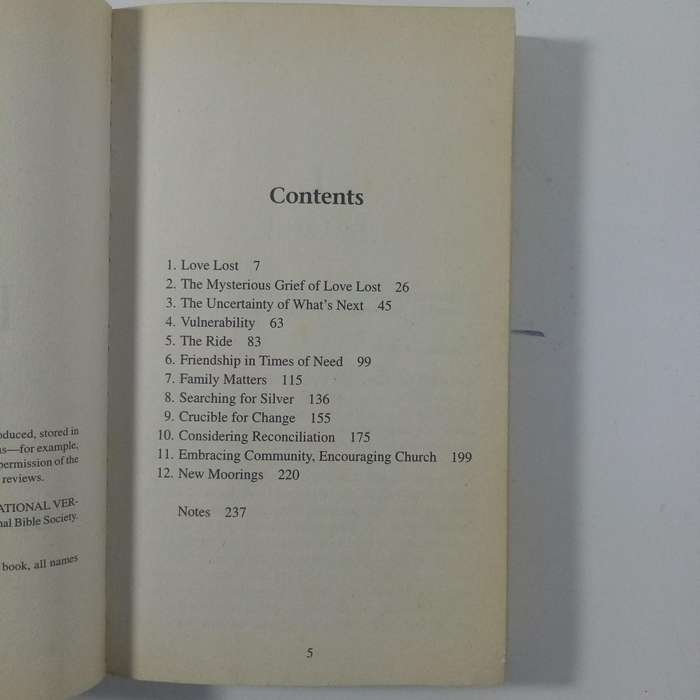 oduced, stored in
as—for example,
permission of the
reviews.
ATIONAL VER-
nal Bible Society.
book, all names
Contents
1. Love Lost 7
2. The Mysterious Grief of Love Lost 26
3. The Uncertainty of What's Next 45
4. Vulnerability 63
5. The Ride 83
6. Friendship in Times of Need 99
7. Family Matters 115
8. Searching for Silver 136
9. Crucible for Change 155
10. Considering Reconciliation 175
11. Embracing Community, Encouraging Church 199
12. New Moorings 220
Notes 237
5